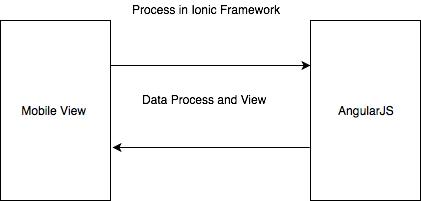 Process in Ionic Framework
Mobile View
Data Process and View
AngularJS